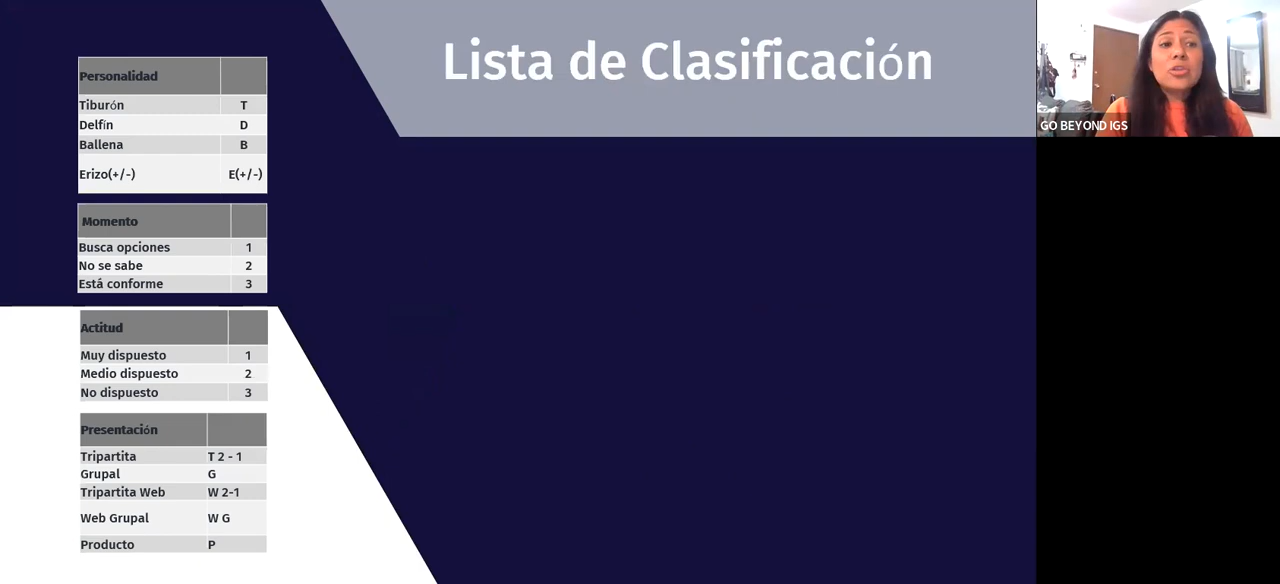 Lista de Clasificación
GO BEYOND IGS
Personalidad
Tiburón T
Delfín D
Ballena B
Erizo(+/-) E(+/-)
Momento
Busca opciones 1
No se sabe 2
Está conforme 3
Actitud
Muy dispuesto 1
Medio dispuesto 2
No dispuesto 3
Presentación
Tripartita T 2 - 1
Grupal G
Tripartita Web W 2-1
Web Grupal W G
Producto P